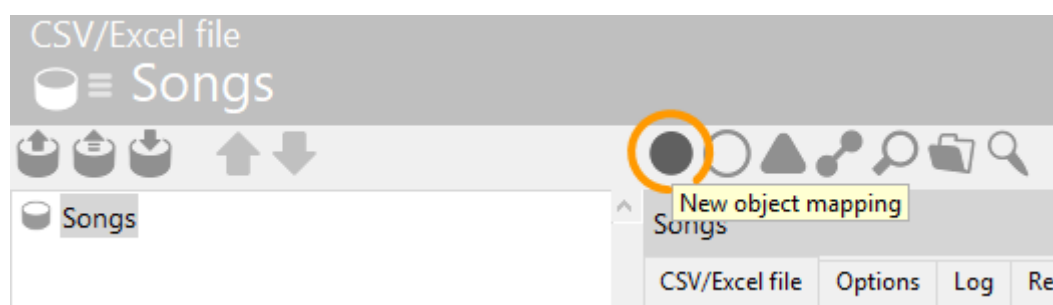 CSV/Excel file
Songs
New object mapping
Songs
Songs
CSV/Excel file Options Log Re